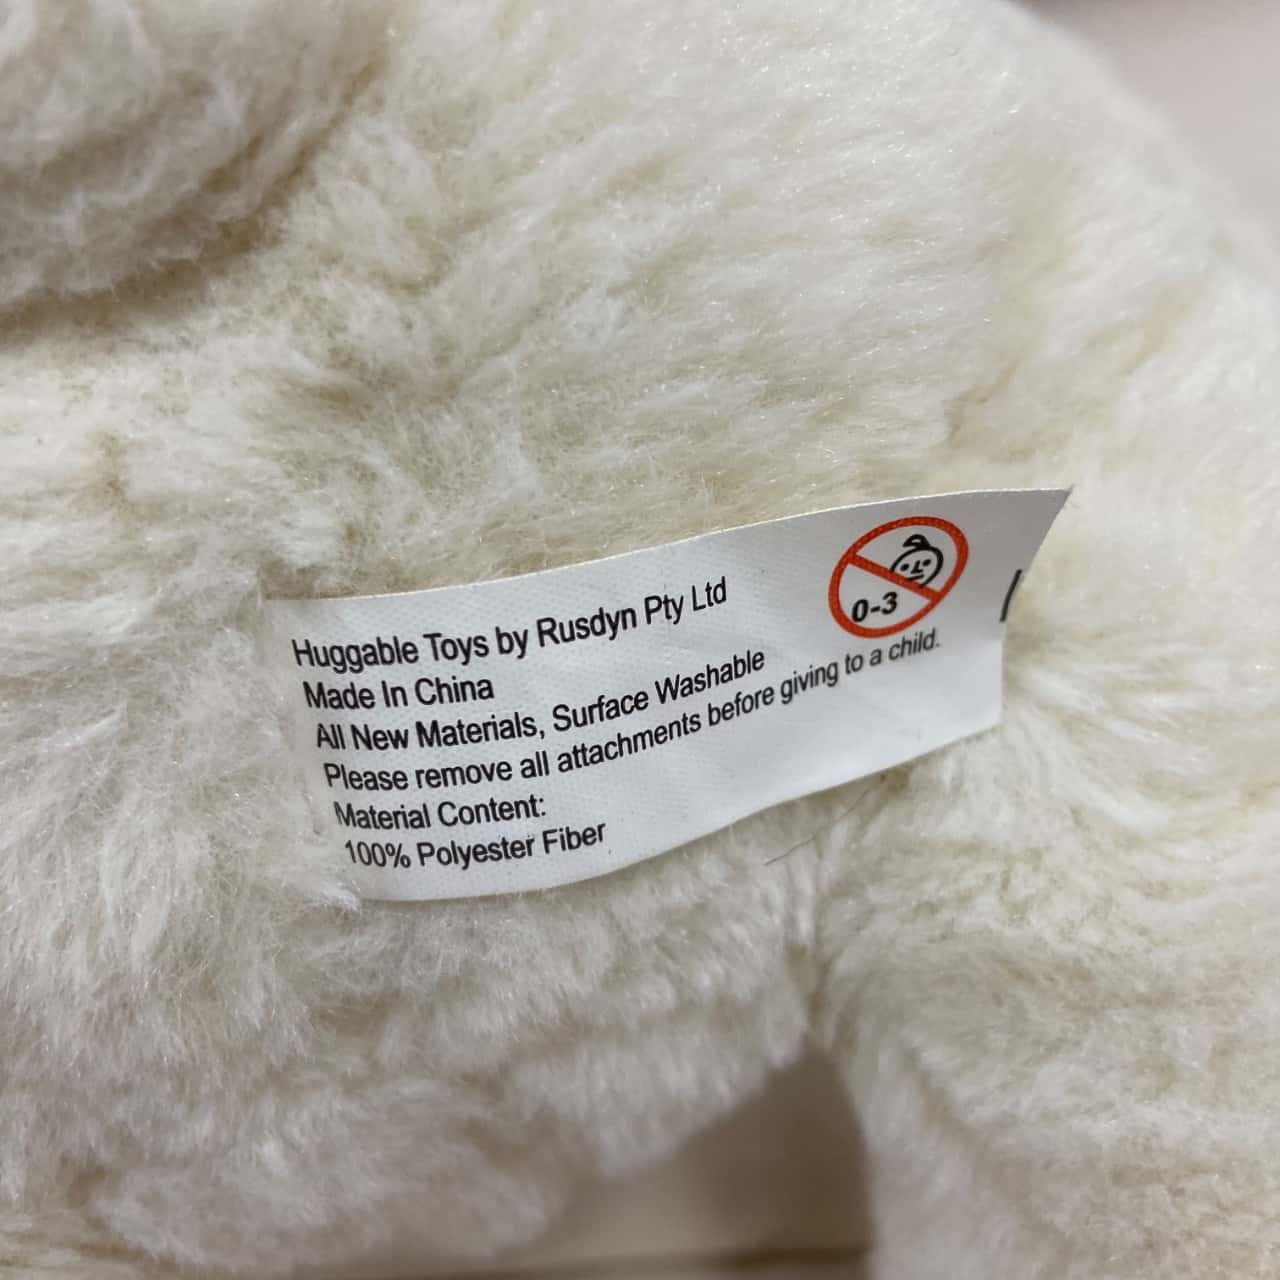 Huggable Toys by Rusdyn Pty Ltd
Made In China
All New Materials, Surface Washable
Please remove all attachments before giving to a child.
Material Content:
100% Polyester Fiber
0-3